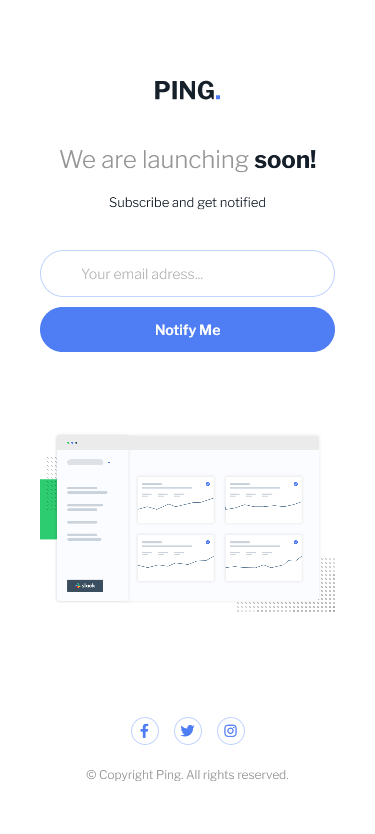 PING.
We are launching soon!
Subscribe and get notified
Your email adress...
Notify Me
slack
© Copyright Ping. All rights reserved.